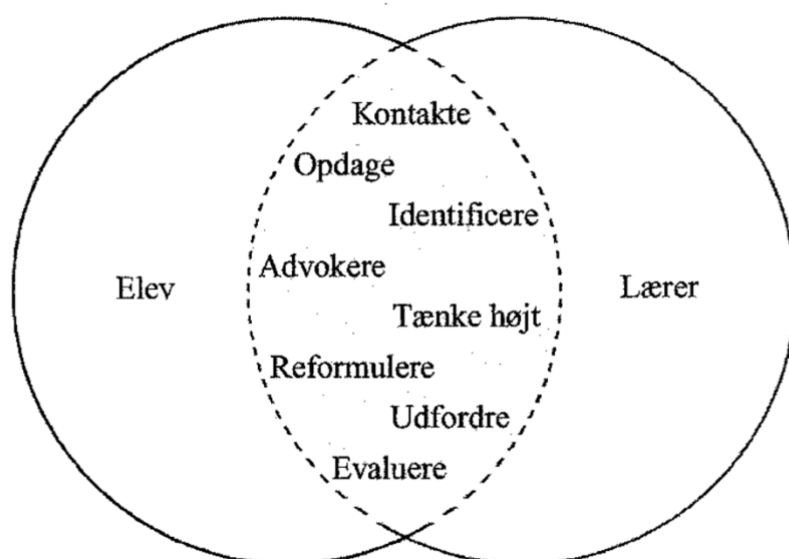 Kontakte
Opdage
Identificere
Advokere
Elev
Lærer
Tænke højt
Reformulere
Udfordre
Evaluere